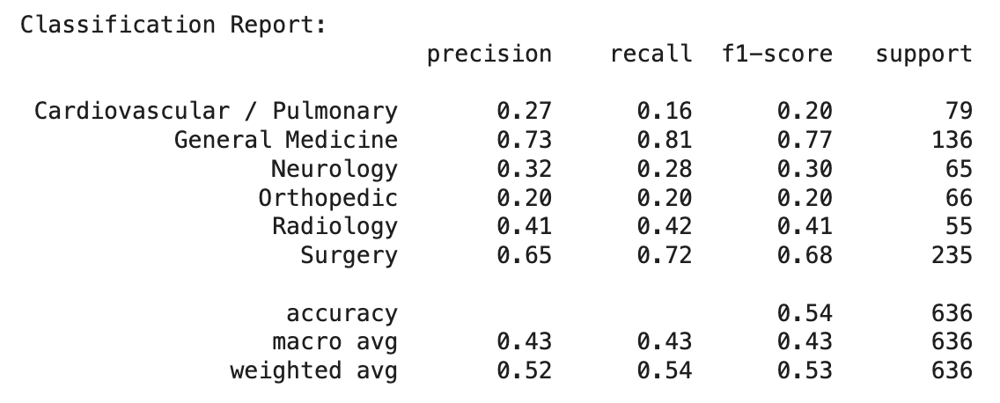 Classification Report:
precision recall f1-score support
Cardiovascular / Pulmonary 0.27 0.16 0.20 79
General Medicine 0.73 0.81 0.77 136
Neurology 0.32 0.28 0.30 65
Orthopedic 0.20 0.20 0.20 66
Radiology 0.41 0.42 0.41 55
Surgery 0.65 0.72 0.68 235
accuracy 0.54 636
macro avg 0.43 0.43 0.43 636
weighted avg 0.52 0.54 0.53 636